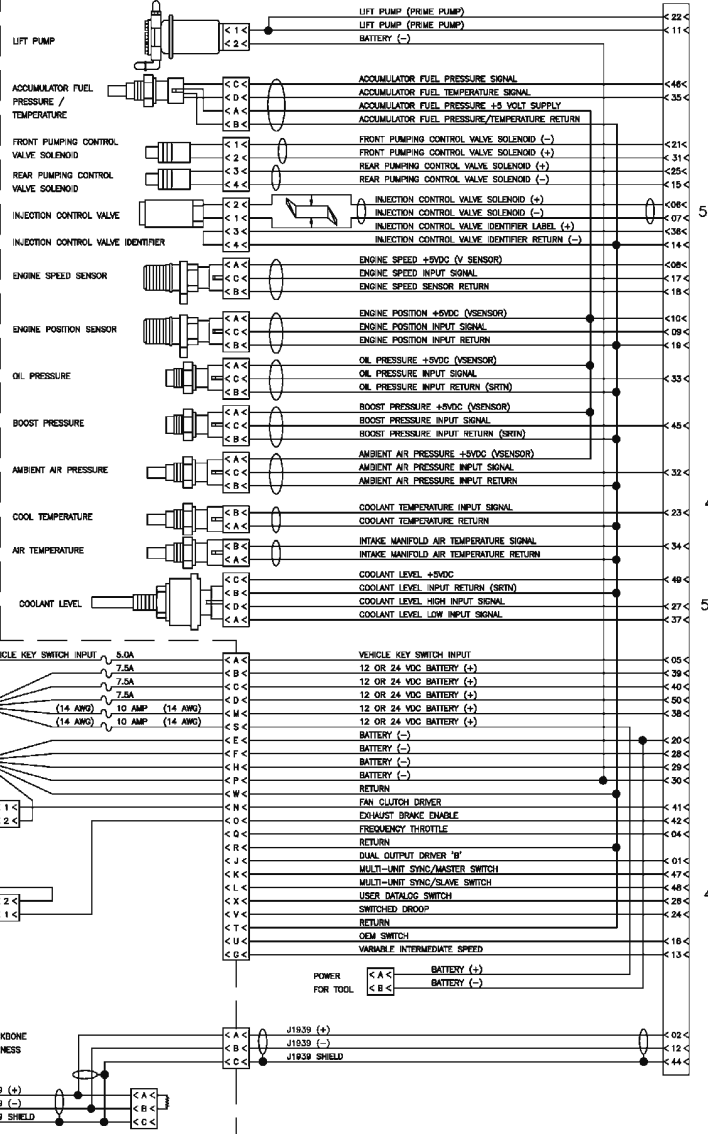 LIFT PUMP (PRIME PUMP) <22<
LIFT PUMP (PRIME PUMP) <11<
LIFT PUMP <1< BATTERY (-)
<2<
ACCUMULATOR FUEL PRESSURE / TEMPERATURE
<C< ACCUMULATOR FUEL PRESSURE SIGNAL <46<
<D< ACCUMULATOR FUEL TEMPERATURE SIGNAL <35<
<A< ACCUMULATOR FUEL PRESSURE +5 VOLT SUPPLY
<B< ACCUMULATOR FUEL PRESSURE/TEMPERATURE RETURN
FRONT PUMPING CONTROL VALVE SOLENOID
<1< FRONT PUMPING CONTROL VALVE SOLENOID (-) <21<
<2< FRONT PUMPING CONTROL VALVE SOLENOID (+) <31<
REAR PUMPING CONTROL VALVE SOLENOID
<3< REAR PUMPING CONTROL VALVE SOLENOID (+) <25<
<4< REAR PUMPING CONTROL VALVE SOLENOID (-) <15<
INJECTION CONTROL VALVE
<2< INJECTION CONTROL VALVE SOLENOID (+) <06<
5
<1< INJECTION CONTROL VALVE SOLENOID (-) <07<
<3< INJECTION CONTROL VALVE IDENTIFIER LABEL (+) <36<
INJECTION CONTROL VALVE IDENTIFIER <4< INJECTION CONTROL VALVE IDENTIFIER RETURN (-) <14<
ENGINE SPEED SENSOR
<A< ENGINE SPEED +5VDC (V SENSOR) <08<
<C< ENGINE SPEED INPUT SIGNAL <17<
<B< ENGINE SPEED SENSOR RETURN <18<
ENGINE POSITION SENSOR
<A< ENGINE POSITION +5VDC (VSENSOR) <10<
<C< ENGINE POSITION INPUT SIGNAL <09<
<B< ENGINE POSITION INPUT RETURN <19<
OIL PRESSURE
<A< OIL PRESSURE +5VDC (VSENSOR)
<C< OIL PRESSURE INPUT SIGNAL <33<
<B< OIL PRESSURE INPUT RETURN (SRTN)
BOOST PRESSURE
<A< BOOST PRESSURE +5VDC (VSENSOR)
<C< BOOST PRESSURE INPUT SIGNAL <45<
<B< BOOST PRESSURE INPUT RETURN (SRTN)
AMBIENT AIR PRESSURE
<A< AMBIENT AIR PRESSURE +5VDC (VSENSOR)
<C< AMBIENT AIR PRESSURE INPUT SIGNAL <32<
<B< AMBIENT AIR PRESSURE INPUT RETURN
COOL TEMPERATURE
<B< COOLANT TEMPERATURE INPUT SIGNAL <23<
<A< COOLANT TEMPERATURE RETURN
AIR TEMPERATURE
<B< INTAKE MANIFOLD AIR TEMPERATURE SIGNAL <34<
<A< INTAKE MANIFOLD AIR TEMPERATURE RETURN
COOLANT LEVEL
<C< COOLANT LEVEL +5VDC <49<
<B< COOLANT LEVEL INPUT RETURN (SRTN)
<D< COOLANT LEVEL HIGH INPUT SIGNAL <27<
5
<A< COOLANT LEVEL LOW INPUT SIGNAL <37<
ICLE KEY SWITCH INPUT 5.0A <A< VEHICLE KEY SWITCH INPUT <05<
7.5A <B< 12 OR 24 VDC BATTERY (+) <39<
7.5A <C< 12 OR 24 VDC BATTERY (+) <40<
7.5A <D< 12 OR 24 VDC BATTERY (+) <50<
(14 AWG) 10 AMP (14 AWG) <M< 12 OR 24 VDC BATTERY (+) <38<
(14 AWG) 10 AMP (14 AWG) <S< 12 OR 24 VDC BATTERY (+)
<E< BATTERY (-) <20<
<F< BATTERY (-) <28<
<H< BATTERY (-) <29<
<P< BATTERY (-) <30<
<W< RETURN
1< <N< FAN CLUTCH DRIVER <41<
2< <O< EXHAUST BRAKE ENABLE <42<
<Q< FREQUENCY THROTTLE <04<
<R< RETURN
<J< DUAL OUTPUT DRIVER 'B' <01<
<K< MULTI-UNIT SYNC/MASTER SWITCH <47<
<L< MULTI-UNIT SYNC/SLAVE SWITCH <48<
2< <X< USER DATALOG SWITCH <26<
1< <V< SWITCHED DROOP <24<
<T< RETURN
<U< OEM SWITCH <16<
<G< VARIABLE INTERMEDIATE SPEED <13<
POWER FOR TOOL
<A< BATTERY (+)
<B< BATTERY (-)
KBONE
NESS
<A< J1939 (+) <02<
<B< J1939 (-) <12<
<C< J1939 SHIELD <44<
9 (+) <A<
9 (-) <B<
9 SHIELD <C<